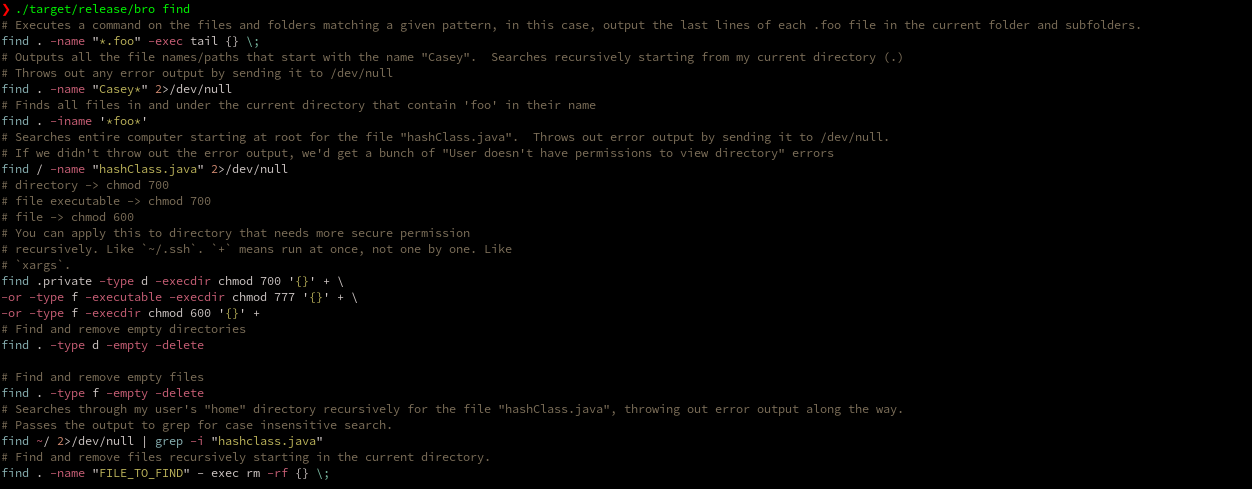 ❯ ./target/release/bro find
# Executes a command on the files and folders matching a given pattern, in this case, output the last lines of each .foo file in the current folder and subfolders.
find . -name "*.foo" -exec tail {} \;
# Outputs all the file names/paths that start with the name "Casey".  Searches recursively starting from my current directory (.)
# Throws out any error output by sending it to /dev/null
find . -name "Casey*" 2>/dev/null
# Finds all files in and under the current directory that contain 'foo' in their name
find . -iname '*foo*'
# Searches entire computer starting at root for the file "hashClass.java".  Throws out error output by sending it to /dev/null.
# If we didn't throw out the error output, we'd get a bunch of "User doesn't have permissions to view directory" errors
find / -name "hashClass.java" 2>/dev/null
# directory -> chmod 700
# file executable -> chmod 700
# file -> chmod 600
# You can apply this to directory that needs more secure permission
# recursively. Like `~/.ssh`. `+` means run at once, not one by one. Like
# `xargs`.
find .private -type d -execdir chmod 700 '{}' + \
-or -type f -executable -execdir chmod 777 '{}' + \
-or -type f -execdir chmod 600 '{}' +
# Find and remove empty directories
find . -type d -empty -delete
# Find and remove empty files
find . -type f -empty -delete
# Searches through my user's "home" directory recursively for the file "hashClass.java", throwing out error output along the way.
# Passes the output to grep for case insensitive search.
find ~/ 2>/dev/null | grep -i "hashclass.java"
# Find and remove files recursively starting in the current directory.
find . -name "FILE_TO_FIND" - exec rm -rf {} \;